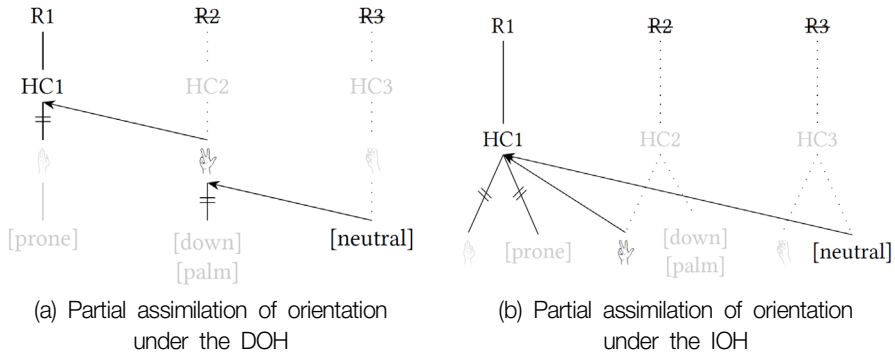 R1 R2 R3 R1 R2 R3
HC1 HC2 HC3
HC1 HC2 HC3
[prone] [down] [neutral] [prone] [down] [neutral]
[palm] [palm]
(a) Partial assimilation of orientation
under the DOH
(b) Partial assimilation of orientation
under the IOH